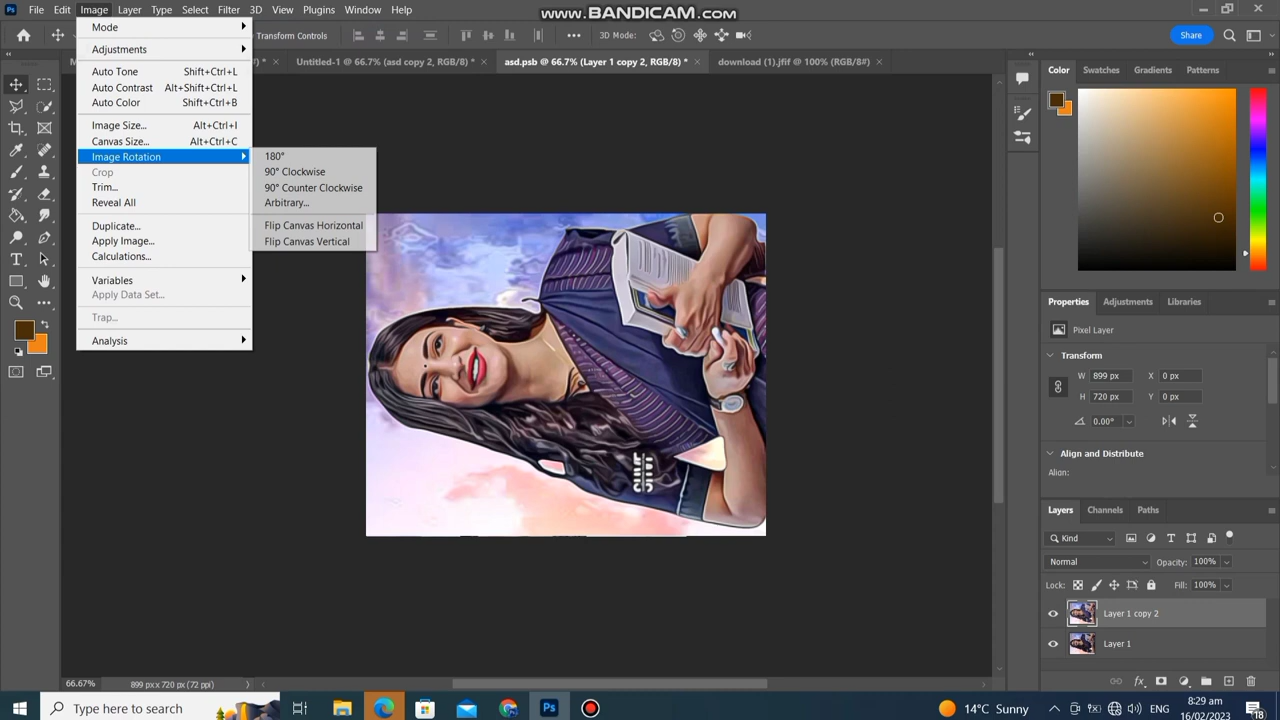 www.BANDICAM.com
Ps File Edit Image Layer Type Select Filter 3D View Plugins Window Help
Transform Controls
3D Mode:
Share
Untitled-1 @ 66.7% (asd copy 2, RGB/8) * ×
asd.psb @ 66.7% (Layer 1 copy 2, RGB/8) * ×
download (1).jfif @ 100% (RGB/8#) ×
Mode
Adjustments
Auto Tone Shift+Ctrl+L
Auto Contrast Alt+Shift+Ctrl+L
Auto Color Shift+Ctrl+B
Image Size... Alt+Ctrl+I
Canvas Size... Alt+Ctrl+C
Image Rotation
Crop
Trim...
Reveal All
Duplicate...
Apply Image...
Calculations...
Variables
Apply Data Set...
Trap...
Analysis
180°
90° Clockwise
90° Counter Clockwise
Arbitrary...
Flip Canvas Horizontal
Flip Canvas Vertical
Color Swatches Gradients Patterns
Properties Adjustments Libraries
Pixel Layer
Transform
W 899 px X 0 px
H 720 px Y 0 px
0.00°
Align and Distribute
Align:
Layers Channels Paths
Kind
Normal Opacity: 100%
Lock: Fill: 100%
Layer 1 copy 2
Layer 1
66.67% 899 px x 720 px (72 ppi)
Type here to search
Ps
14°C Sunny
8:29 am
16/02/2023
18